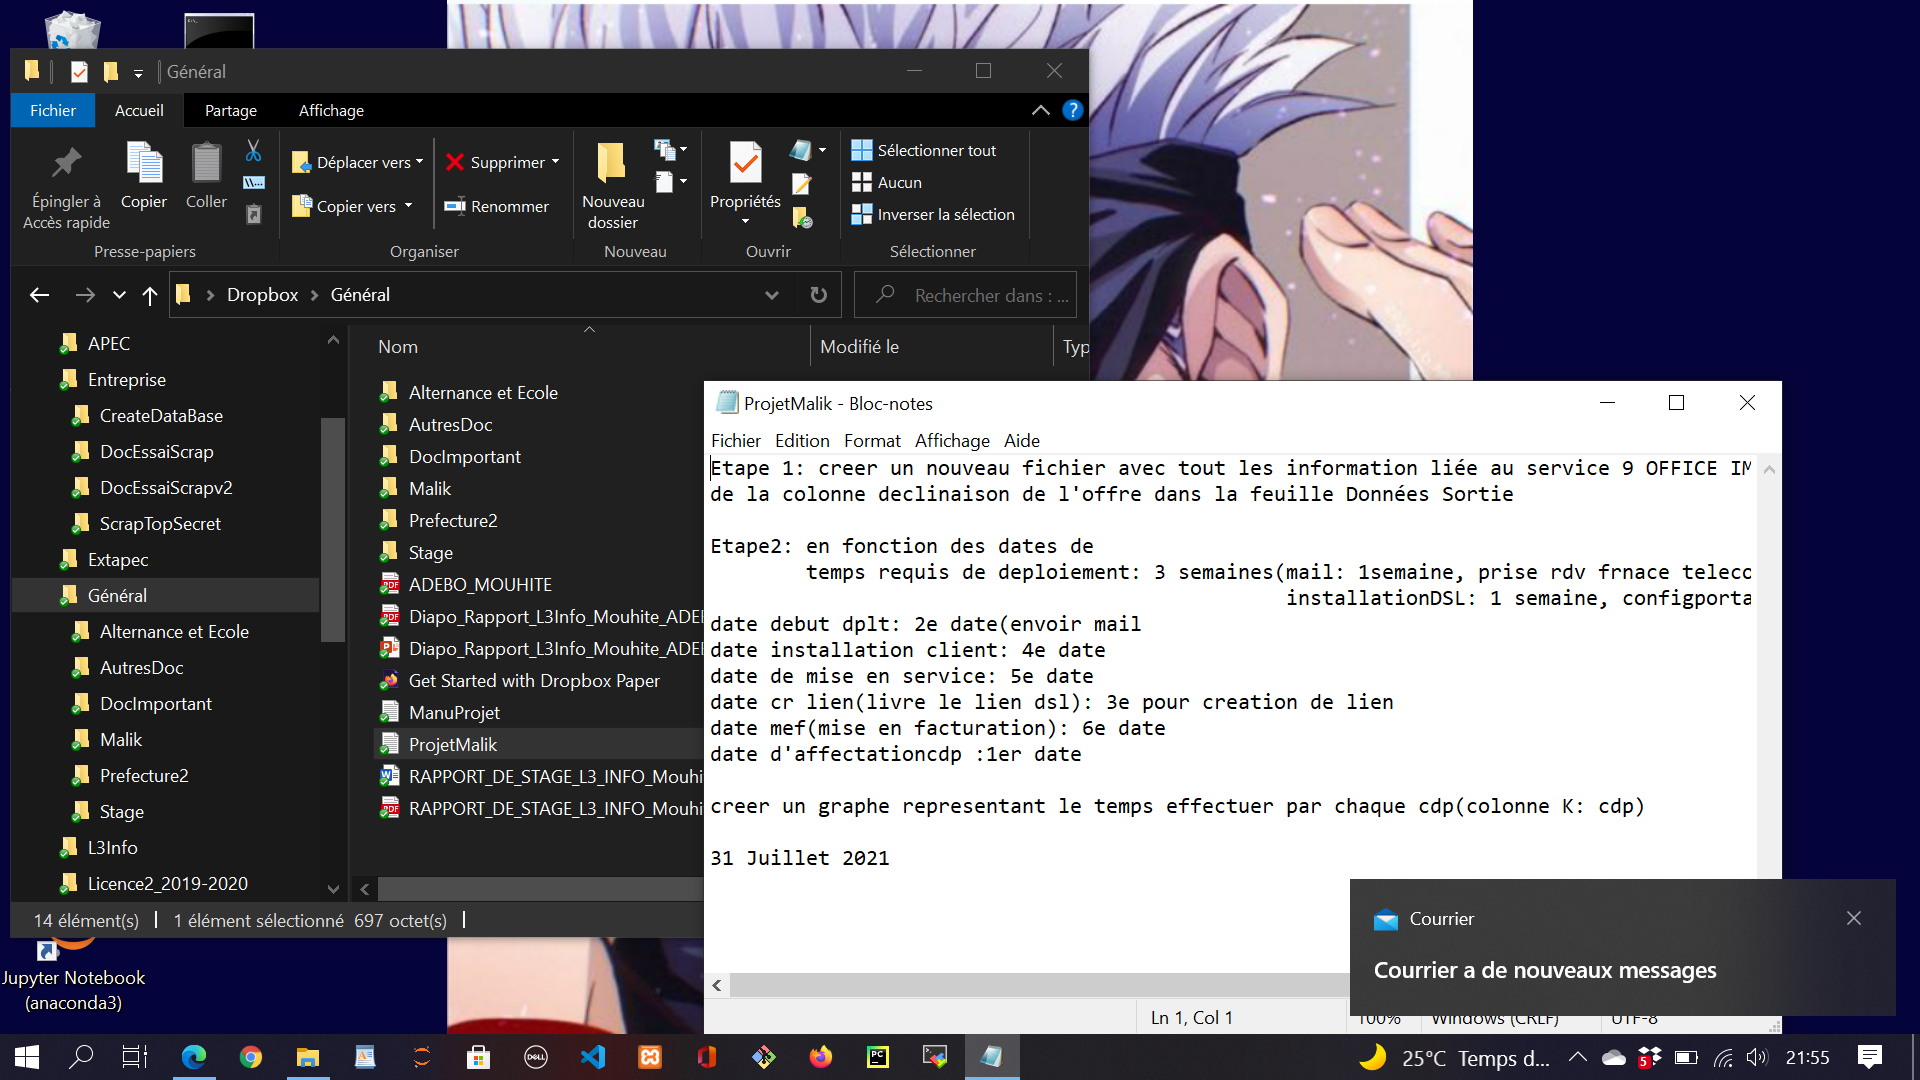 Général
Fichier Accueil Partage Affichage
Épingler à
Accès rapide
Copier
Coller
Presse-papiers
Déplacer vers
Copier vers
Supprimer
Renommer
Organiser
Nouveau
dossier
Nouveau
Propriétés
Ouvrir
Sélectionner tout
Aucun
Inverser la sélection
Sélectionner
Dropbox > Général
Rechercher dans : ...
APEC
Entreprise
CreateDataBase
DocEssaiScrap
DocEssaiScrapv2
ScrapTopSecret
Extapec
Général
Alternance et Ecole
AutresDoc
DocImportant
Malik
Prefecture2
Stage
L3Info
Licence2_2019-2020
Nom Modifié le Typ
Alternance et Ecole
AutresDoc
DocImportant
Malik
Prefecture2
Stage
ADEBO_MOUHITE
Diapo_Rapport_L3Info_Mouhite_ADE
Diapo_Rapport_L3Info_Mouhite_ADE
Get Started with Dropbox Paper
ManuProjet
ProjetMalik
RAPPORT_DE_STAGE_L3_INFO_Mouhi
RAPPORT_DE_STAGE_L3_INFO_Mouhi
14 élément(s) 1 élément sélectionné 697 octet(s)
ProjetMalik - Bloc-notes
Fichier Edition Format Affichage Aide
Etape 1: creer un nouveau fichier avec tout les information liée au service 9 OFFICE IM
de la colonne declinaison de l'offre dans la feuille Données Sortie
Etape2: en fonction des dates de
temps requis de deploiement: 3 semaines(mail: 1semaine, prise rdv frnace teleco
installationDSL: 1 semaine, configporta
date debut dplt: 2e date(envoir mail
date installation client: 4e date
date de mise en service: 5e date
date cr lien(livre le lien dsl): 3e pour creation de lien
date mef(mise en facturation): 6e date
date d'affectationcdp :1er date
creer un graphe representant le temps effectuer par chaque cdp(colonne K: cdp)
31 Juillet 2021
Ln 1, Col 1 100% Windows (CRLF) UTF-8
Courrier
Courrier a de nouveaux messages
Jupyter Notebook
(anaconda3)
DELL
PC
25°C Temps d...
5
21:55